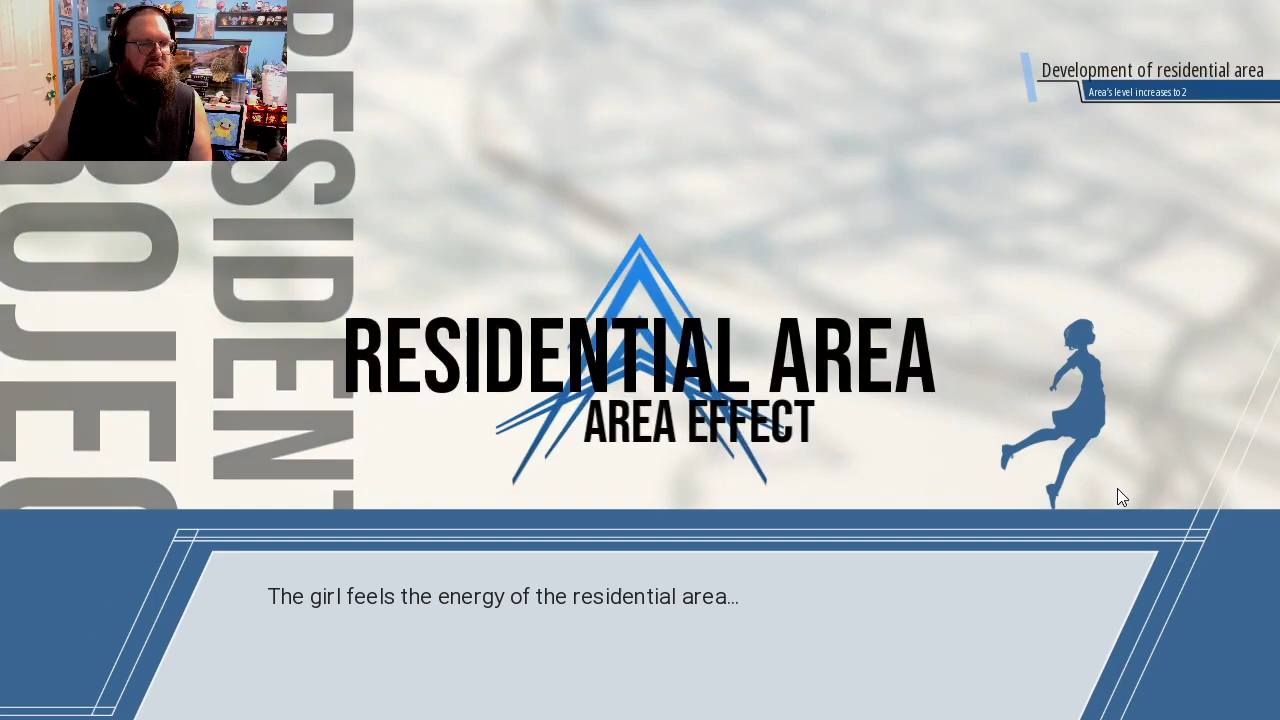 Development of residential area
Area's level increases to 2
RESIDENTIAL AREA
AREA EFFECT
The girl feels the energy of the residential area...